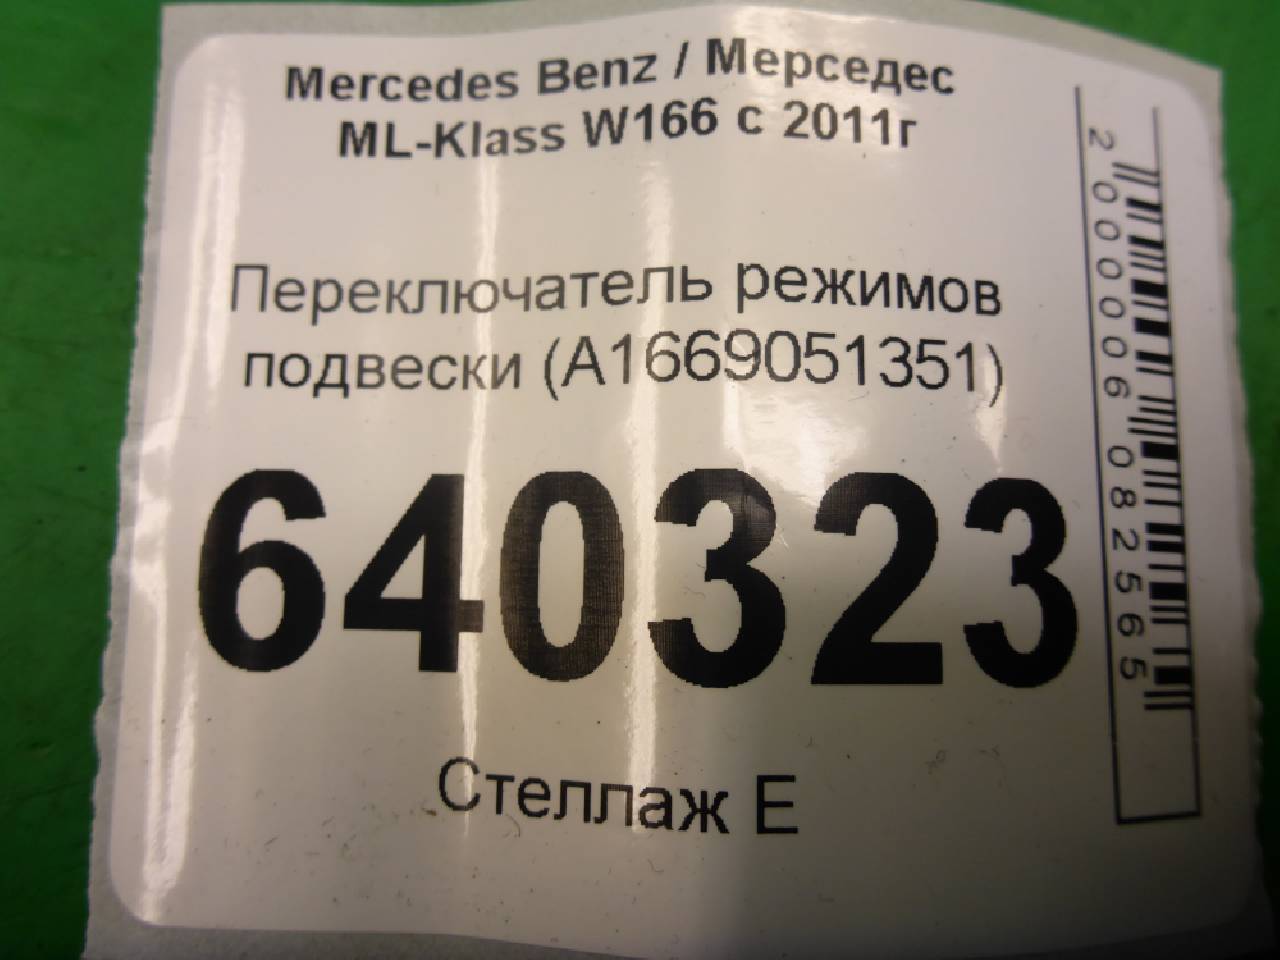 Mercedes Benz / Мерседес
ML-Klass W166 с 2011г
Переключатель режимов
подвески (A1669051351)
640323
Стеллаж Е
2000006082565